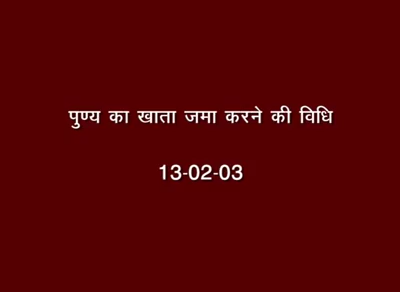 पुण्य का खाता जमा करने की विधि
13-02-03